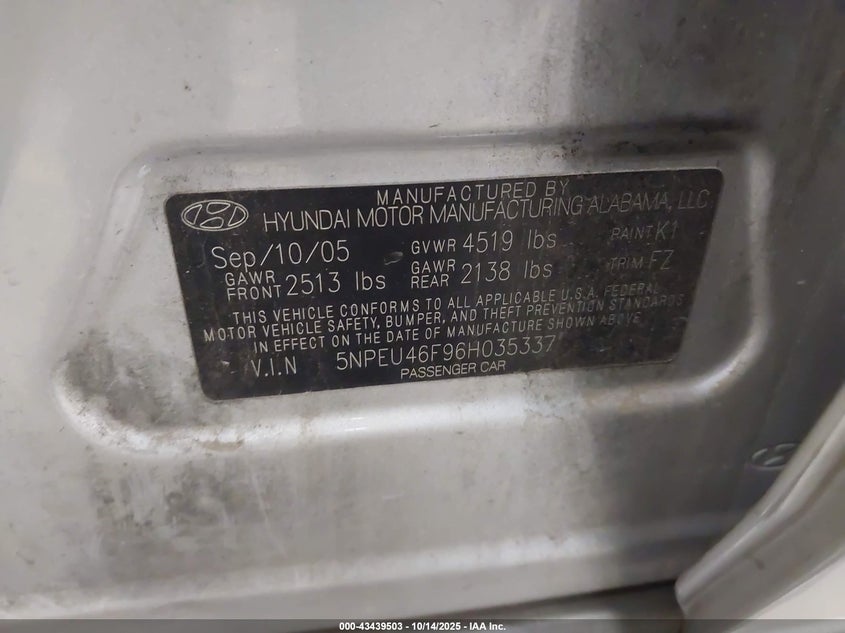 MANUFACTURED BY
HYUNDAI MOTOR MANUFACTURING ALABAMA, LLC
Sep/10/05 GVWR 4519 lbs PAINT K1
GAWR FRONT 2513 lbs GAWR REAR 2138 lbs TRIM FZ
THIS VEHICLE CONFORMS TO ALL APPLICABLE U.S.A. FEDERAL
MOTOR VEHICLE SAFETY, BUMPER, AND THEFT PREVENTION STANDARDS
IN EFFECT ON THE DATE OF MANUFACTURE SHOWN ABOVE
V.I.N 5NPEU46F96H035337
PASSENGER CAR
000-43439503 - 10/14/2025 - IAA Inc.